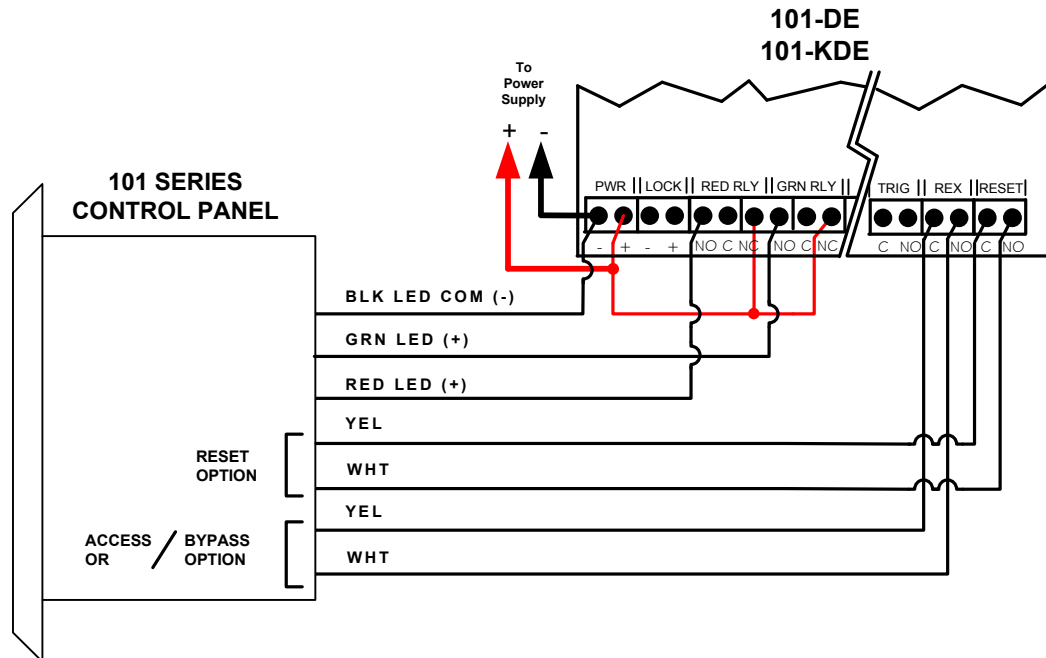 101-DE
101-KDE
To
Power
Supply
+ -
101 SERIES
CONTROL PANEL
PWR LOCK RED RLY GRN RLY TRIG REX RESET
- + - + NO C NC NO C NC C NO C NO C NO
BLK LED COM (-)
GRN LED (+)
RED LED (+)
YEL
RESET
OPTION
WHT
YEL
ACCESS / BYPASS
OR OPTION
WHT